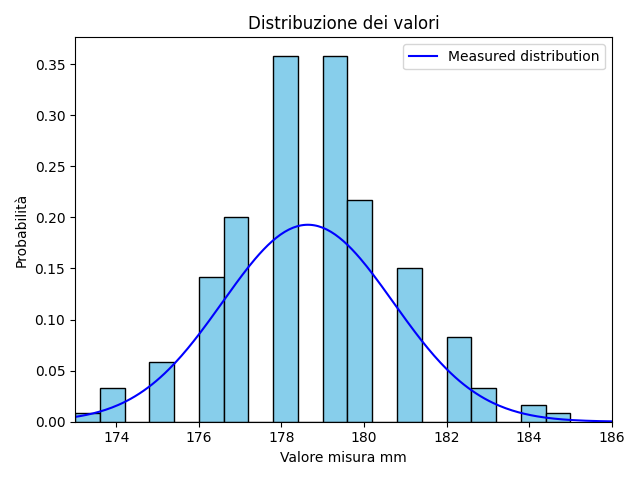 Distribuzione dei valori
Measured distribution
0.35
0.30
0.25
0.20
0.15
0.10
0.05
0.00
Probabilità
174 176 178 180 182 184 186
Valore misura mm